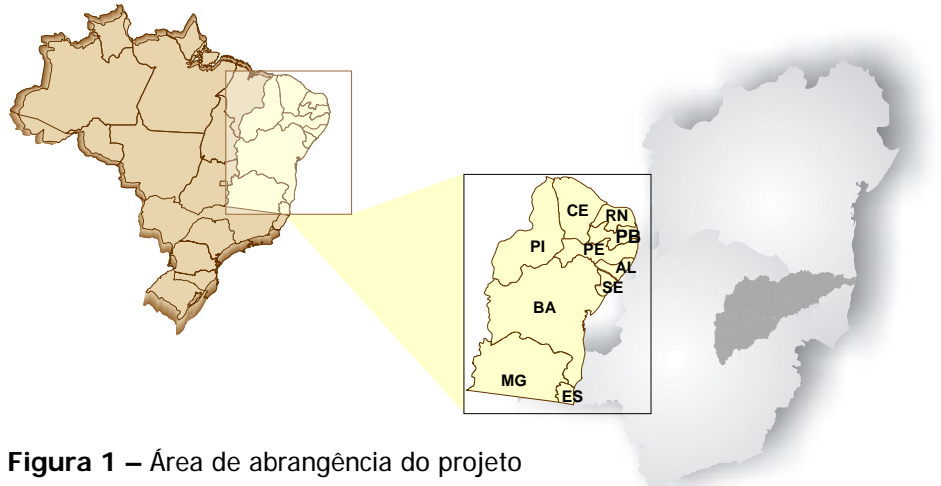 CE
RN
PB
PE
PI
AL
SE
BA
MG
ES
Figura 1 – Área de abrangência do projeto